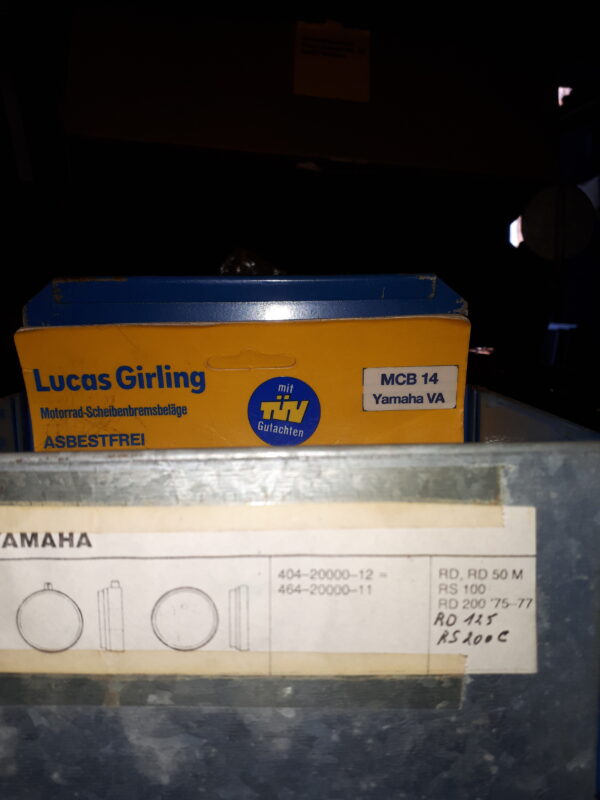 Lucas Girling
Motorrad-Scheibenbremsbeläge
ASBESTFREI
mit
TÜV
Gutachten
MCB 14
Yamaha VA
YAMAHA
404-20000-12 =
464-20000-11
RD, RD 50 M
RS 100
RD 200 '75-77
RD 125
RS 200 C